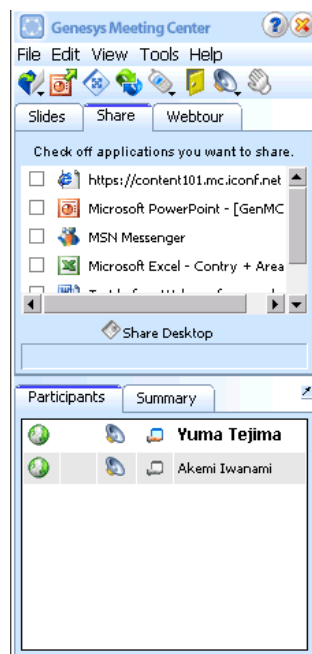 Genesys Meeting Center
File Edit View Tools Help
Slides Share Webtour
Check off applications you want to share.
https://content101.mc.iconf.net
Microsoft PowerPoint - [GenMC
MSN Messenger
Microsoft Excel - Contry + Area
Share Desktop
Participants Summary
Yuma Tejima
Akemi Iwanami